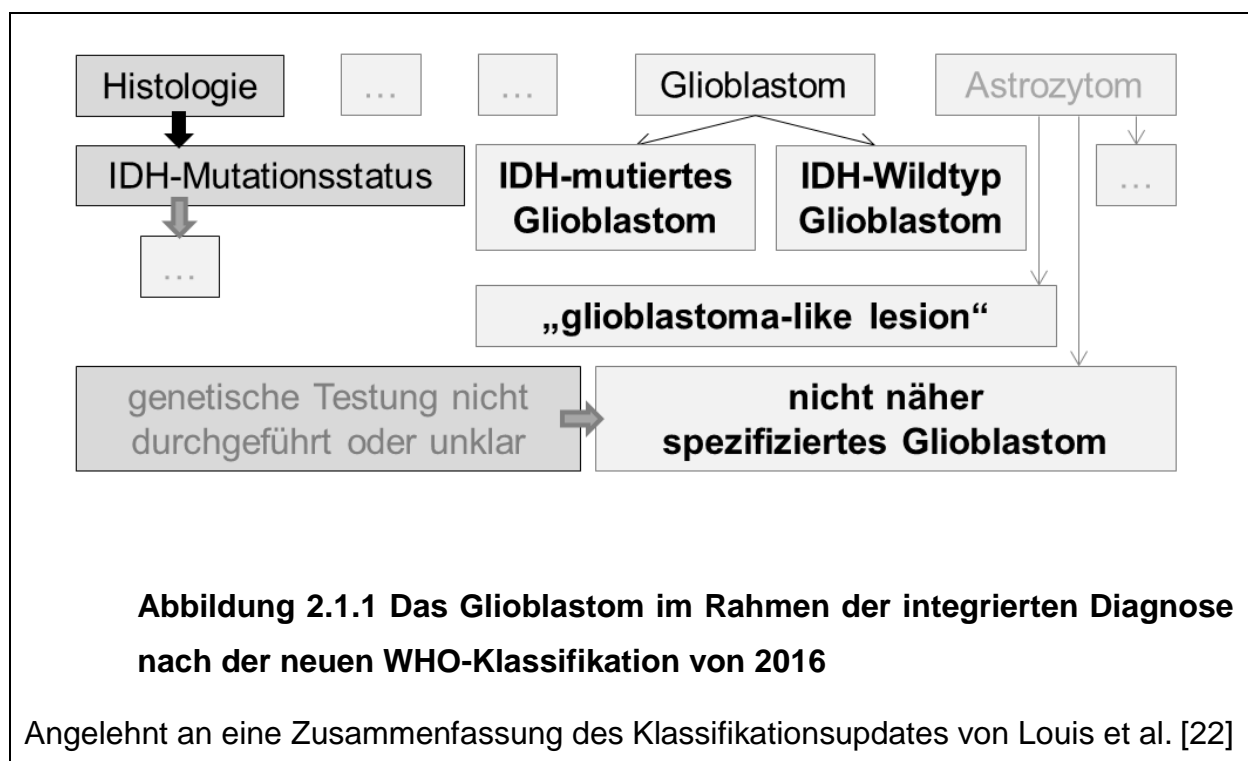 Histologie
…
…
Glioblastom
Astrozytom
IDH-Mutationsstatus
IDH-mutiertes
Glioblastom
IDH-Wildtyp
Glioblastom
…
…
„glioblastoma-like lesion“
genetische Testung nicht
durchgeführt oder unklar
nicht näher
spezifiziertes Glioblastom
Abbildung 2.1.1 Das Glioblastom im Rahmen der integrierten Diagnose
nach der neuen WHO-Klassifikation von 2016
Angelehnt an eine Zusammenfassung des Klassifikationsupdates von Louis et al. [22]